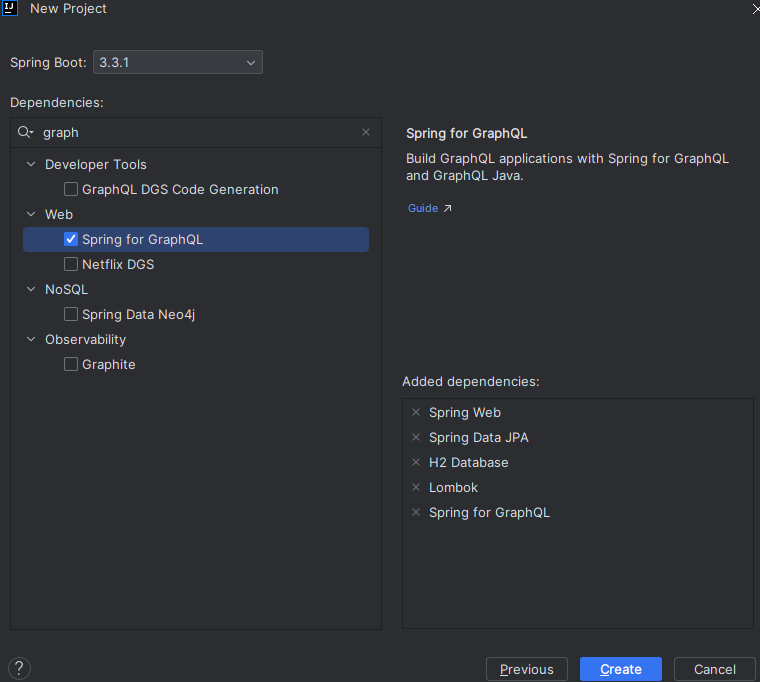 IJ
New Project
Spring Boot: 3.3.1
Dependencies:
graph
Developer Tools
GraphQL DGS Code Generation
Web
Spring for GraphQL
Netflix DGS
NoSQL
Spring Data Neo4j
Observability
Graphite
Spring for GraphQL
Build GraphQL applications with Spring for GraphQL
and GraphQL Java.
Guide ↗
Added dependencies:
Spring Web
Spring Data JPA
H2 Database
Lombok
Spring for GraphQL
?
Previous
Create
Cancel